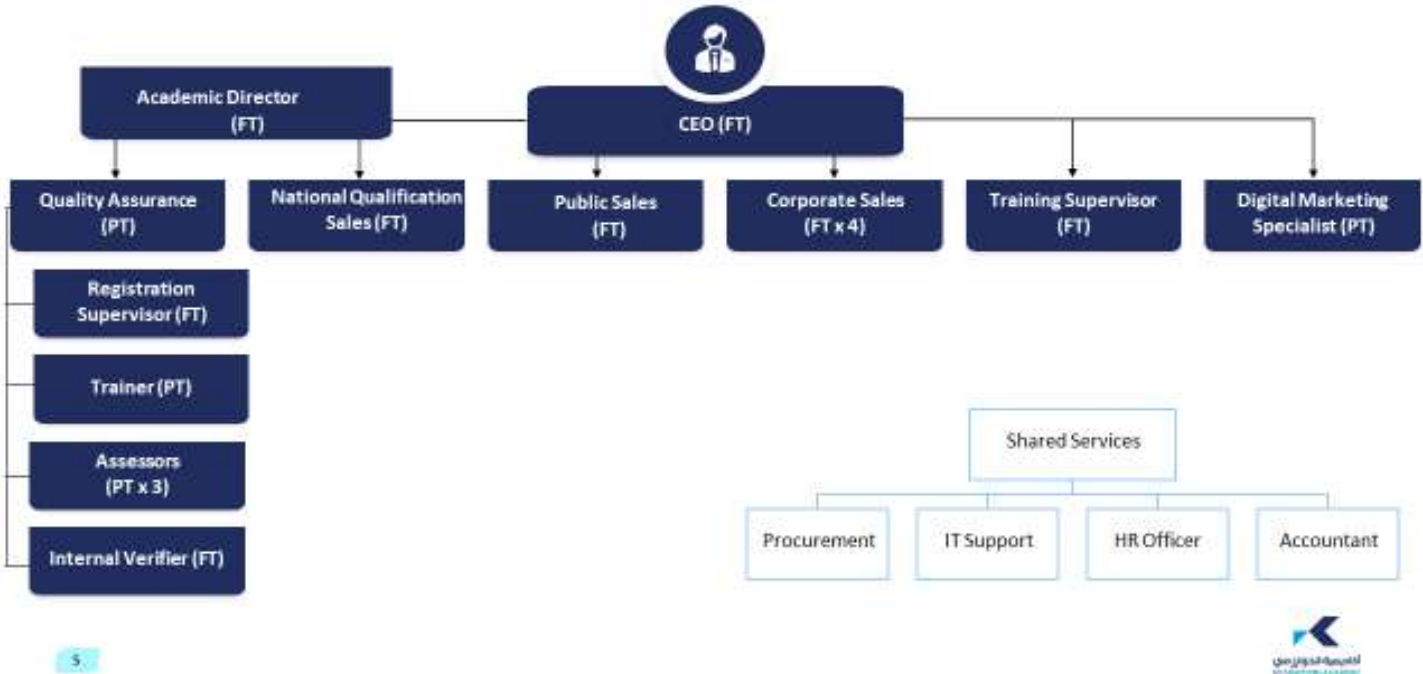 Academic Director
(FT)
CEO (FT)
Quality Assurance
(PT)
National Qualification
Sales (FT)
Public Sales
(FT)
Corporate Sales
(FT x 4)
Training Supervisor
(FT)
Digital Marketing
Specialist (PT)
Registration
Supervisor (FT)
Trainer (PT)
Assessors
(PT x 3)
Internal Verifier (FT)
Shared Services
Procurement
IT Support
HR Officer
Accountant
5